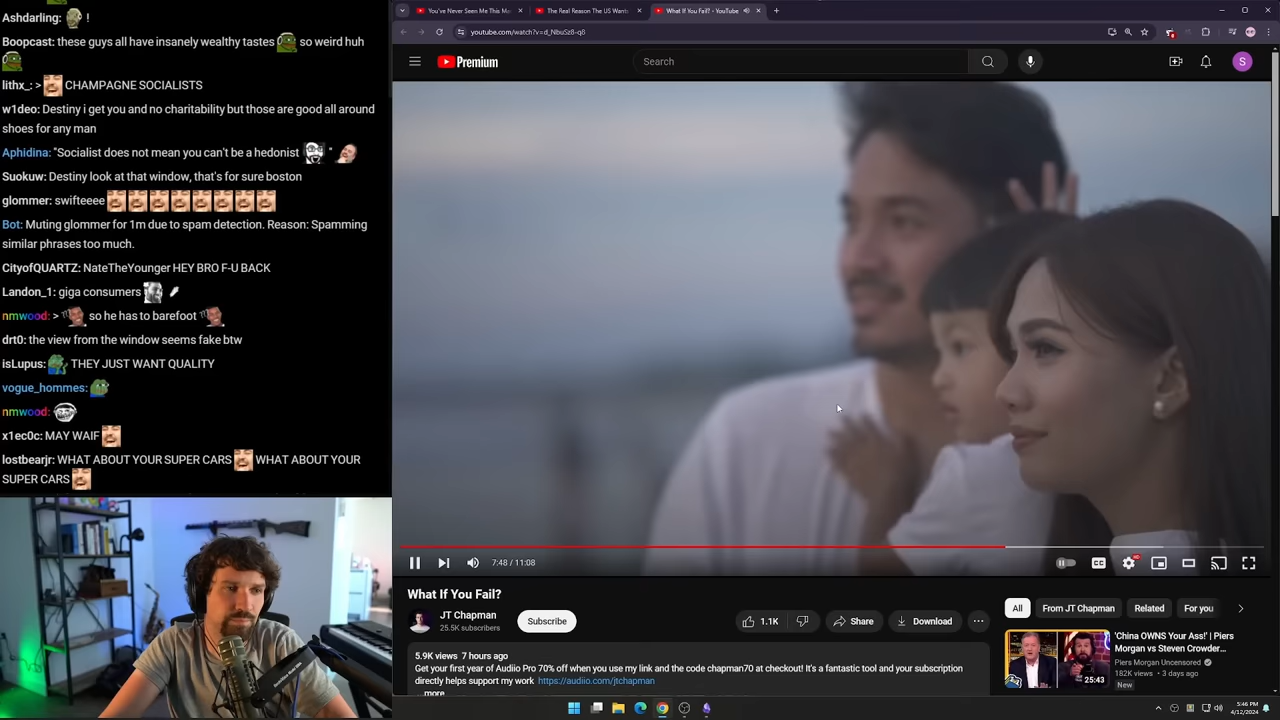 Ashdarling: !
Boopcast: these guys all have insanely wealthy tastes so weird huh
lithx_: > CHAMPAGNE SOCIALISTS
w1deo: Destiny i get you and no charitability but those are good all around
shoes for any man
Aphidina: "Socialist does not mean you can't be a hedonist "
Suokuw: Destiny look at that window, that's for sure boston
glommer: swifteeee
Bot: Muting glommer for 1m due to spam detection. Reason: Spamming
similar phrases too much.
CityofQUARTZ: NateTheYounger HEY BRO F-U BACK
Landon_1: giga consumers
nmwood: > so he has to barefoot
drt0: the view from the window seems fake btw
isLupus: THEY JUST WANT QUALITY
vogue_hommes:
nmwood:
x1ec0c: MAY WAIF
lostbearjr: WHAT ABOUT YOUR SUPER CARS WHAT ABOUT YOUR
SUPER CARS
You've Never Seen Me This Ma
The Real Reason The US Wants
What If You Fail? - YouTube
youtube.com/watch?v=d_NbuSz8-q8
Premium
Search
S
7:48 / 11:08
CC
What If You Fail?
JT Chapman
25.5K subscribers
Subscribe
1.1K
Share
Download
5.9K views 7 hours ago
Get your first year of Audiio Pro 70% off when you use my link and the code chapman70 at checkout! It's a fantastic tool and your subscription
directly helps support my work https://audiio.com/jtchapman
...more
All
From JT Chapman
Related
For you
'China OWNS Your Ass!' | Piers
Morgan vs Steven Crowder...
Piers Morgan Uncensored
182K views • 3 days ago
New
25:43
5:46 PM
4/12/2024